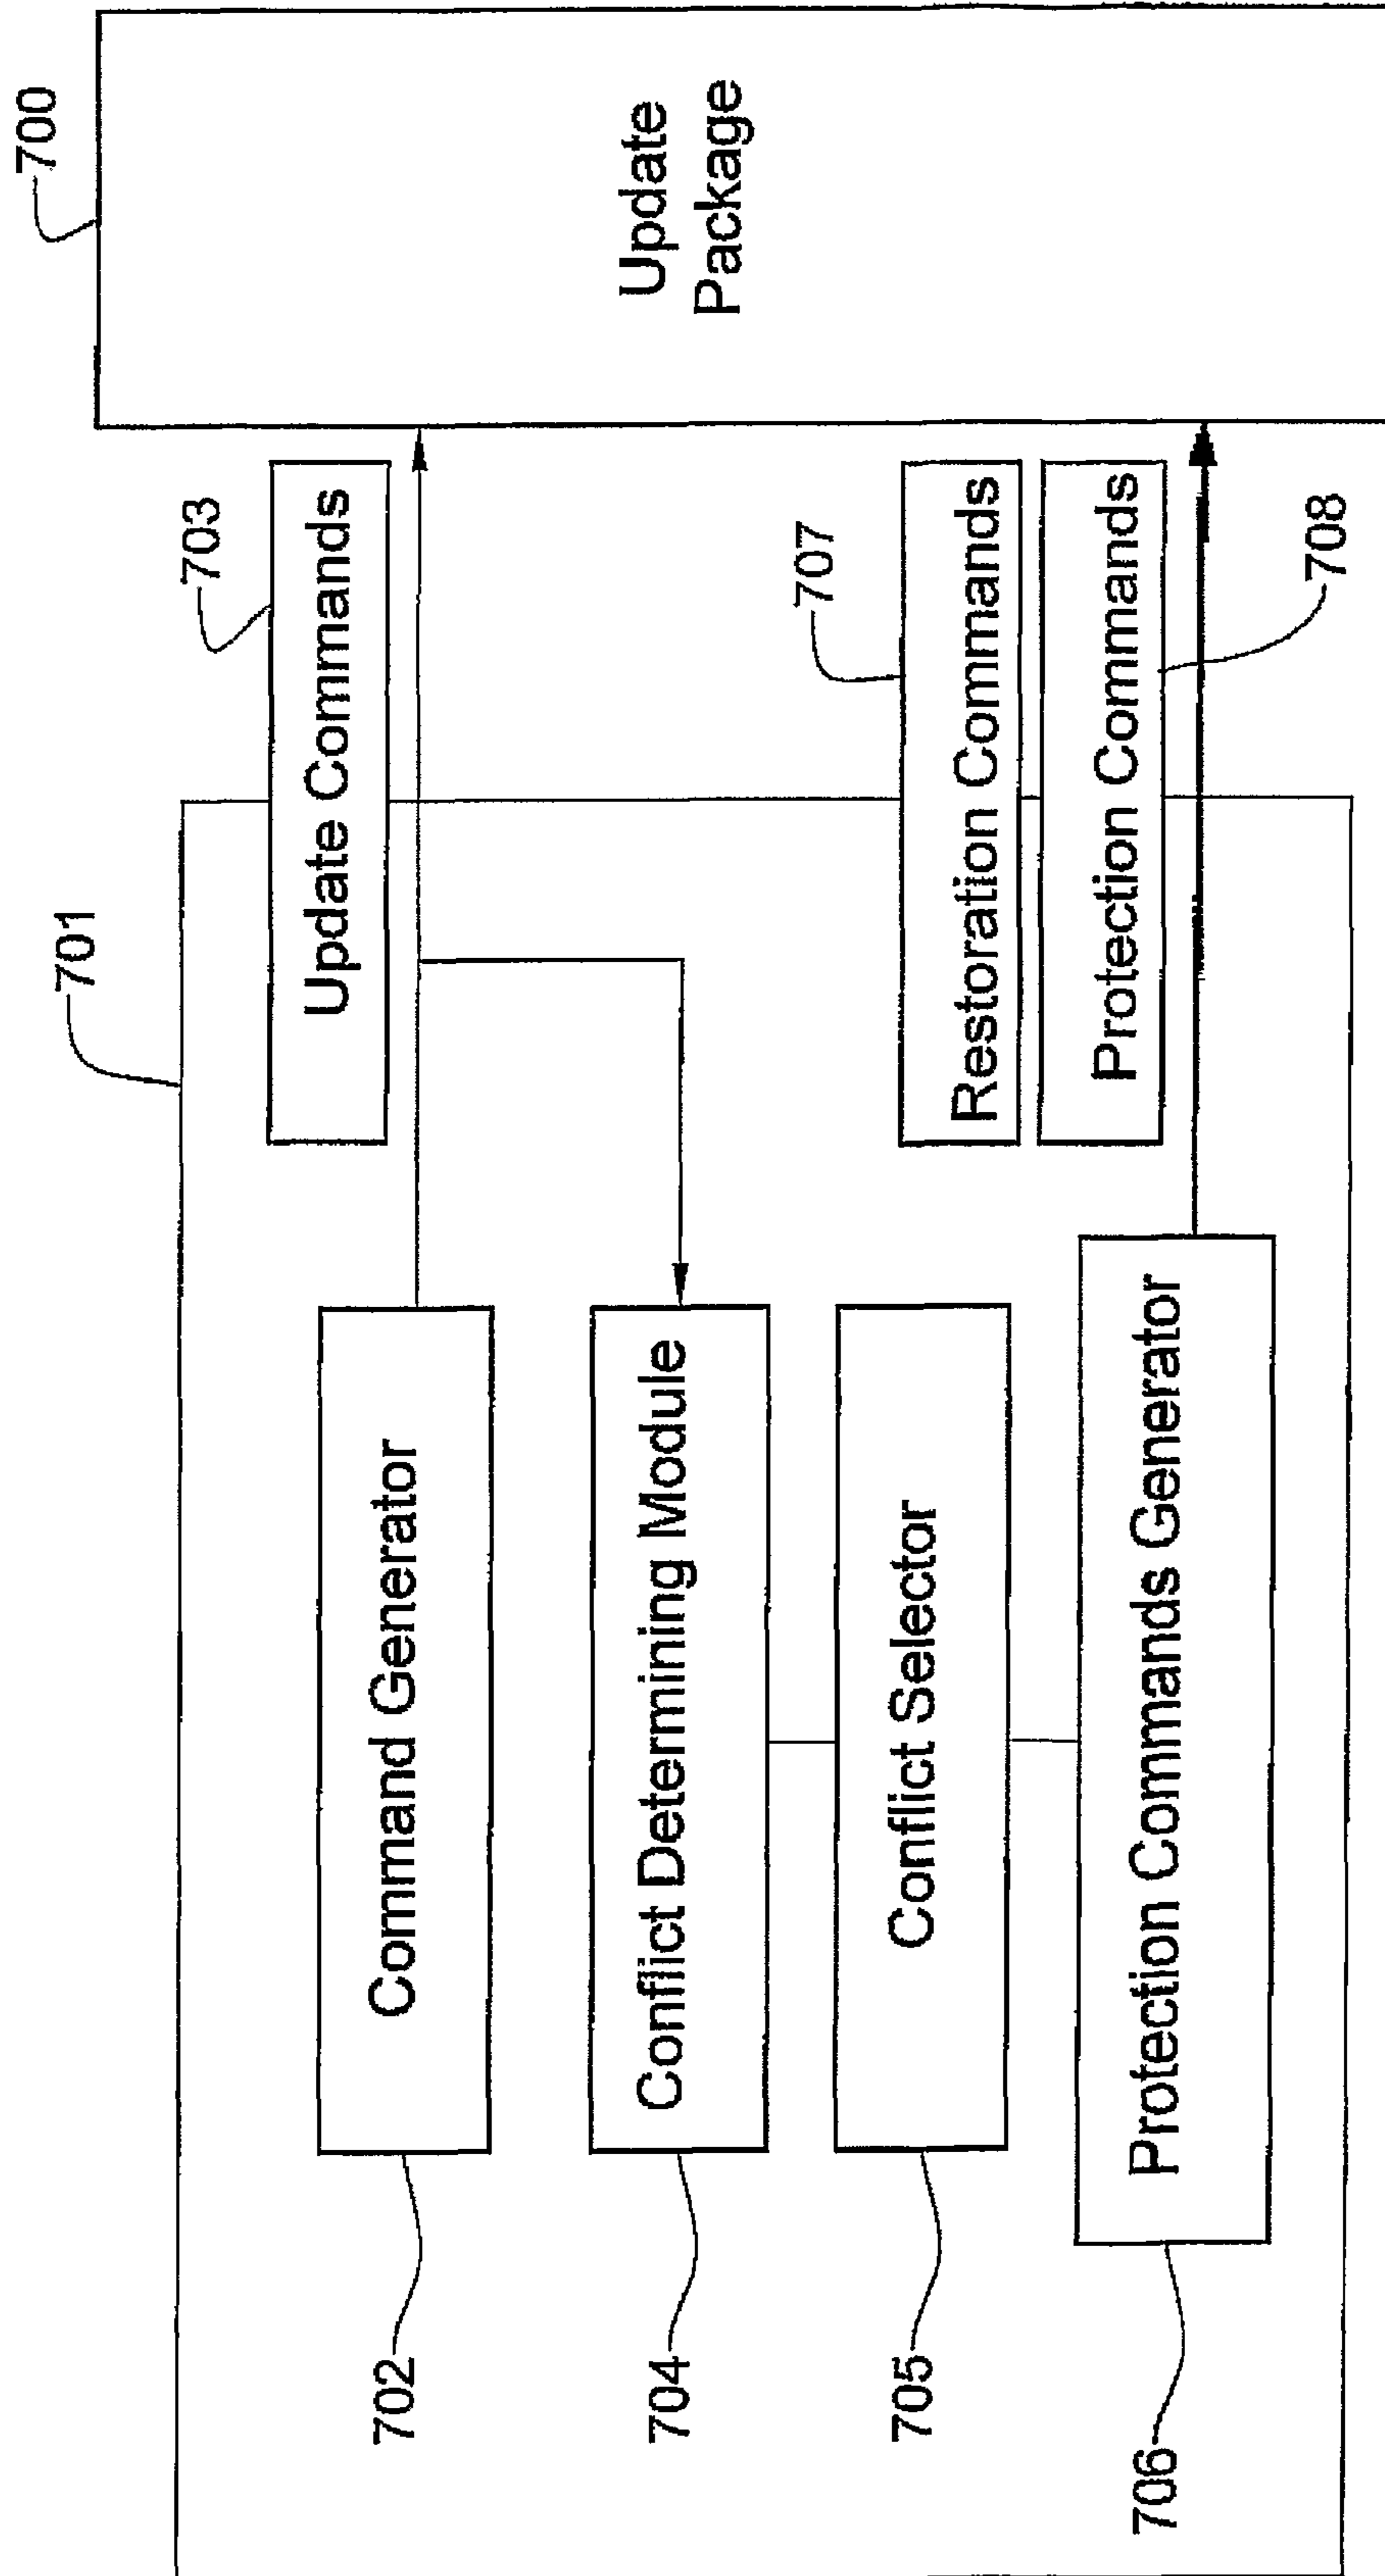 700
701
703
Update Commands
Update
Package
702
Command Generator
704
Conflict Determining Module
705
Conflict Selector
707
Restoration Commands
Protection Commands
708
706
Protection Commands Generator